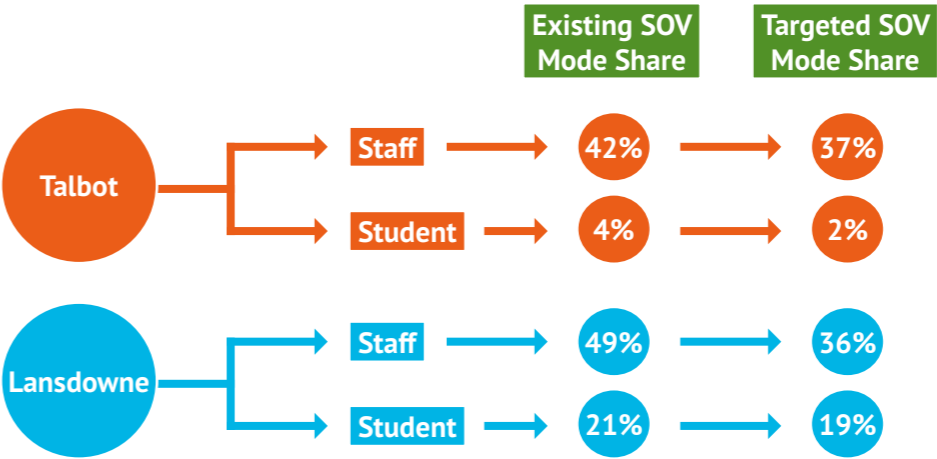 Existing SOV
Mode Share
Targeted SOV
Mode Share
Talbot
Staff
42%
37%
Student
4%
2%
Lansdowne
Staff
49%
36%
Student
21%
19%